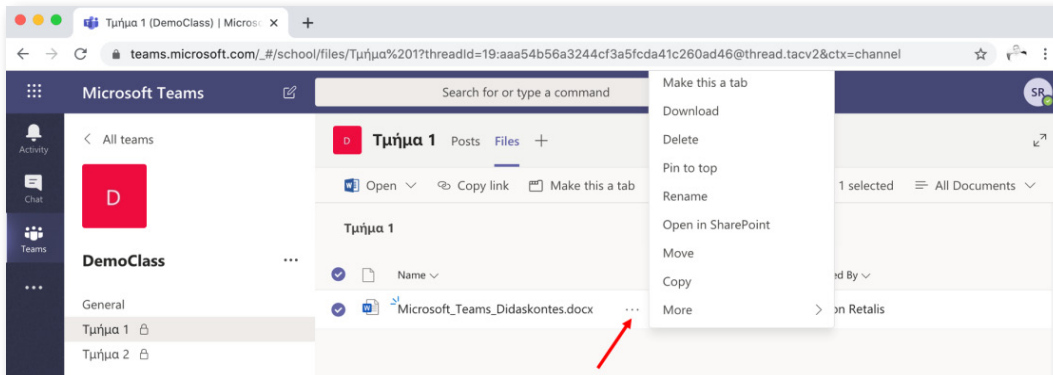 Τμήμα 1 (DemoClass) | Micros
teams.microsoft.com/_#/school/files/Τμήμα%201?threadId=19:aaa54b56a3244cf3a5fcda41c260ad46@thread.tacv2&ctx=channel
Microsoft Teams
Search for or type a command
SR
Activity
Chat
Teams
All teams
D
DemoClass
General
Τμήμα 1
Τμήμα 2
D Τμήμα 1 Posts Files
Open Copy link Make this a tab 1 selected All Documents
Τμήμα 1
Name ed By
Microsoft_Teams_Didaskontes.docx on Retalis
Make this a tab
Download
Delete
Pin to top
Rename
Open in SharePoint
Move
Copy
More